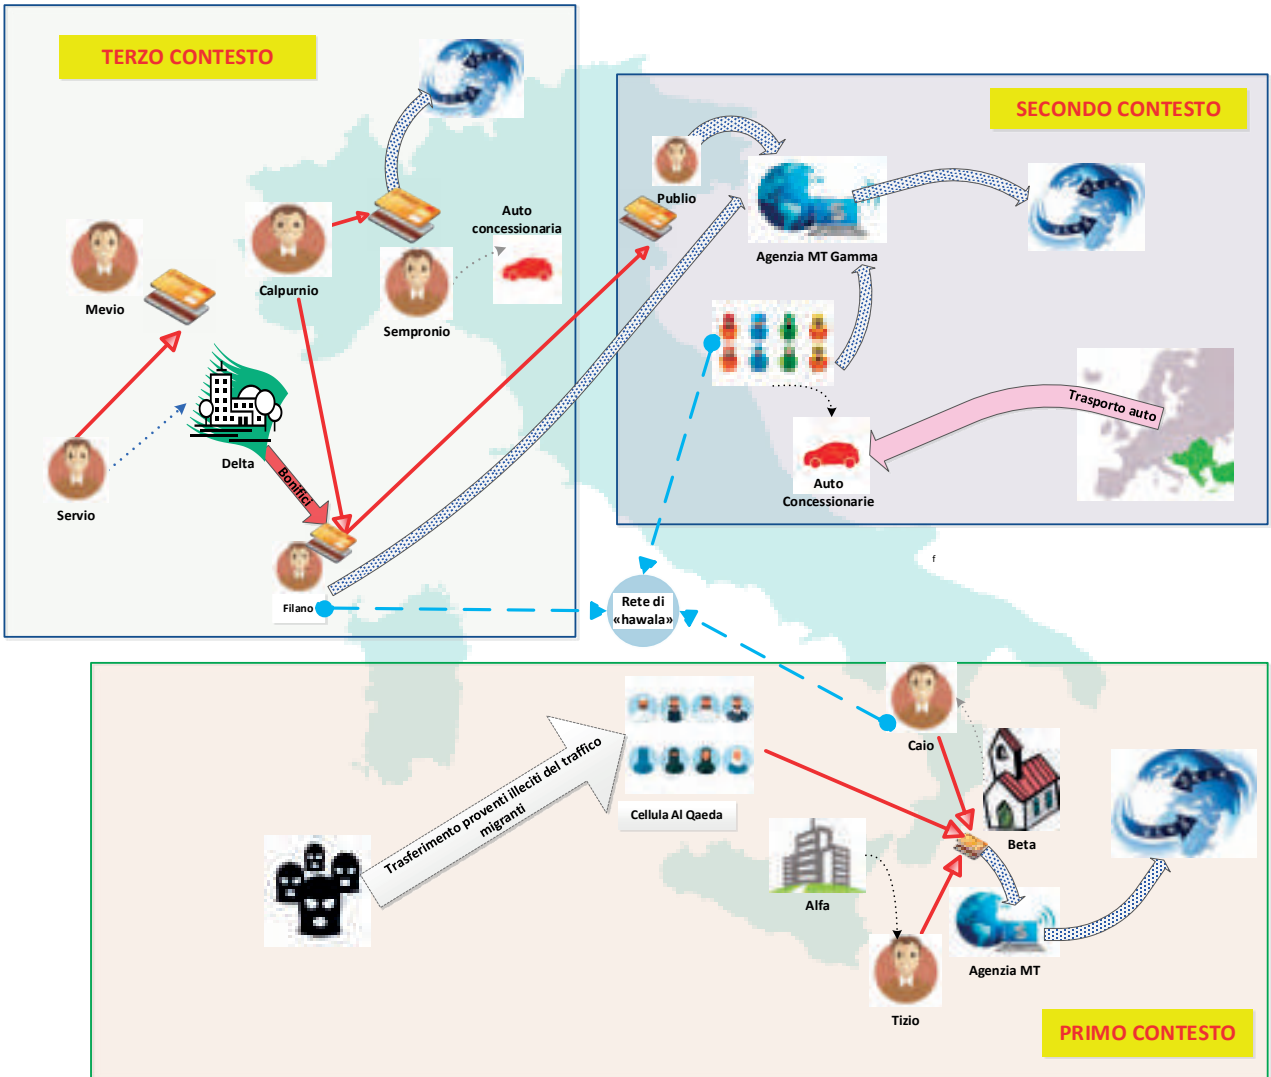 TERZO CONTESTO
Mevio
Calpurnio
Sempronio
Auto
concessionaria
Servio
Delta
Bonifici
Filano
SECONDO CONTESTO
Publio
Agenzia MT Gamma
Trasporto auto
Auto
Concessionarie
f
Rete di
«hawala»
Trasferimento proventi illeciti del traffico
migranti
Cellula Al Qaeda
Caio
Beta
Alfa
Agenzia MT
Tizio
PRIMO CONTESTO